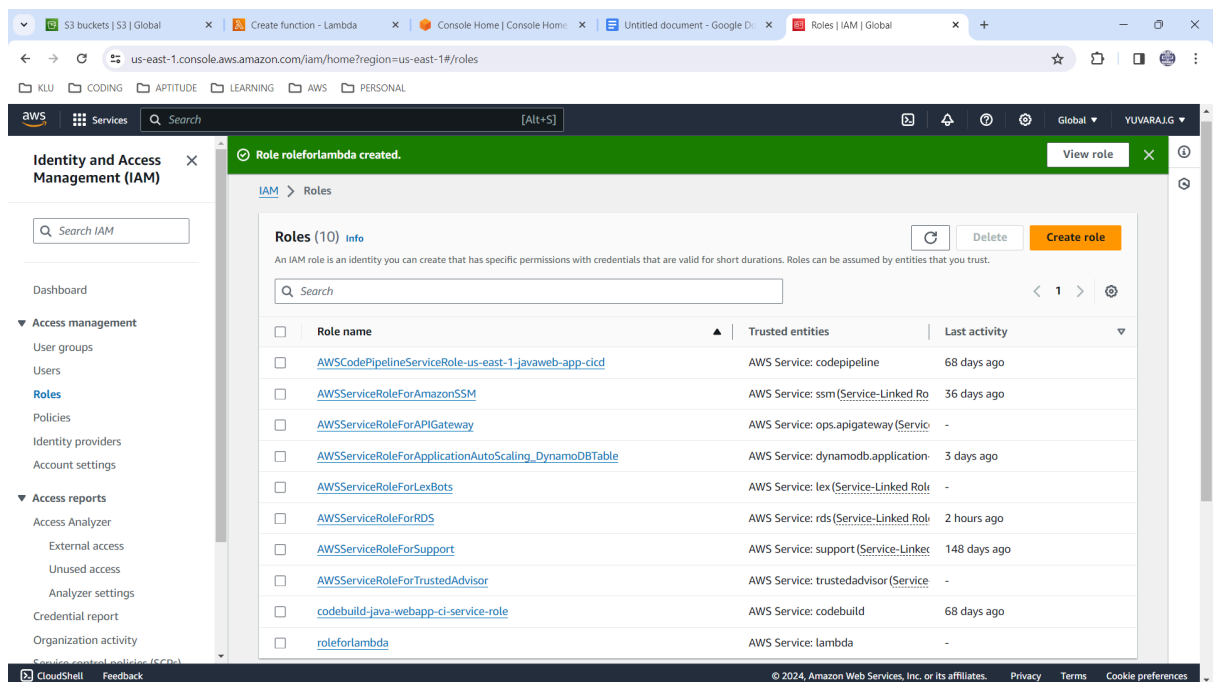 S3 buckets | S3 | Global
Create function - Lambda
Console Home | Console Home
Untitled document - Google Do
Roles | IAM | Global
us-east-1.console.aws.amazon.com/iam/home?region=us-east-1#/roles
KLU CODING APTITUDE LEARNING AWS PERSONAL
aws Services Search [Alt+S] Global YUVARAJ.G
Identity and Access
Management (IAM)
Search IAM
Dashboard
Access management
User groups
Users
Roles
Policies
Identity providers
Account settings
Access reports
Access Analyzer
External access
Unused access
Analyzer settings
Credential report
Organization activity
Service control policies (SCPs)
Role roleforlambda created.
View role
IAM > Roles
Roles (10) Info
Delete
Create role
An IAM role is an identity you can create that has specific permissions with credentials that are valid for short durations. Roles can be assumed by entities that you trust.
Search
1
Role name Trusted entities Last activity
AWSCodePipelineServiceRole-us-east-1-javaweb-app-cicd AWS Service: codepipeline 68 days ago
AWSServiceRoleForAmazonSSM AWS Service: ssm (Service-Linked Ro 36 days ago
AWSServiceRoleForAPIGateway AWS Service: ops.apigateway (Servic -
AWSServiceRoleForApplicationAutoScaling_DynamoDBTable AWS Service: dynamodb.application- 3 days ago
AWSServiceRoleForLexBots AWS Service: lex (Service-Linked Role -
AWSServiceRoleForRDS AWS Service: rds (Service-Linked Rol 2 hours ago
AWSServiceRoleForSupport AWS Service: support (Service-Linked 148 days ago
AWSServiceRoleForTrustedAdvisor AWS Service: trustedadvisor (Service -
codebuild-java-webapp-ci-service-role AWS Service: codebuild 68 days ago
roleforlambda AWS Service: lambda -
CloudShell Feedback © 2024, Amazon Web Services, Inc. or its affiliates. Privacy Terms Cookie preferences